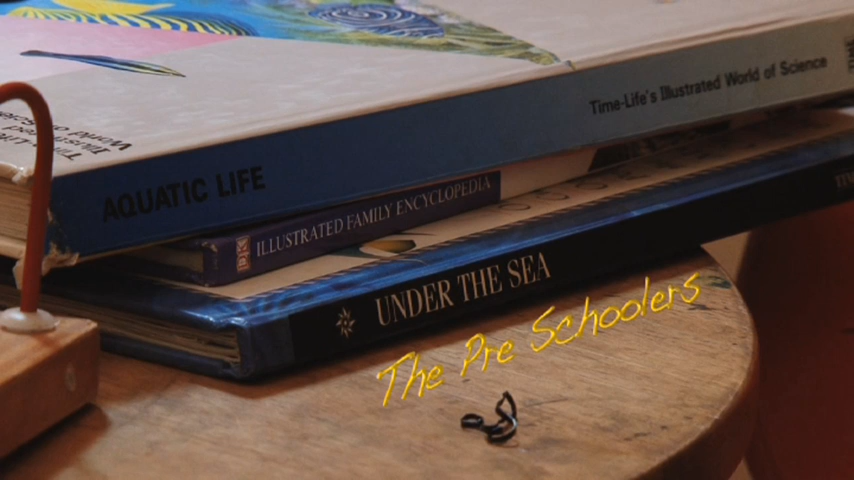 Time-Life's Illustrated World of Science
AQUATIC LIFE
DK ILLUSTRATED FAMILY ENCYCLOPEDIA
UNDER THE SEA
The Pre Schoolers